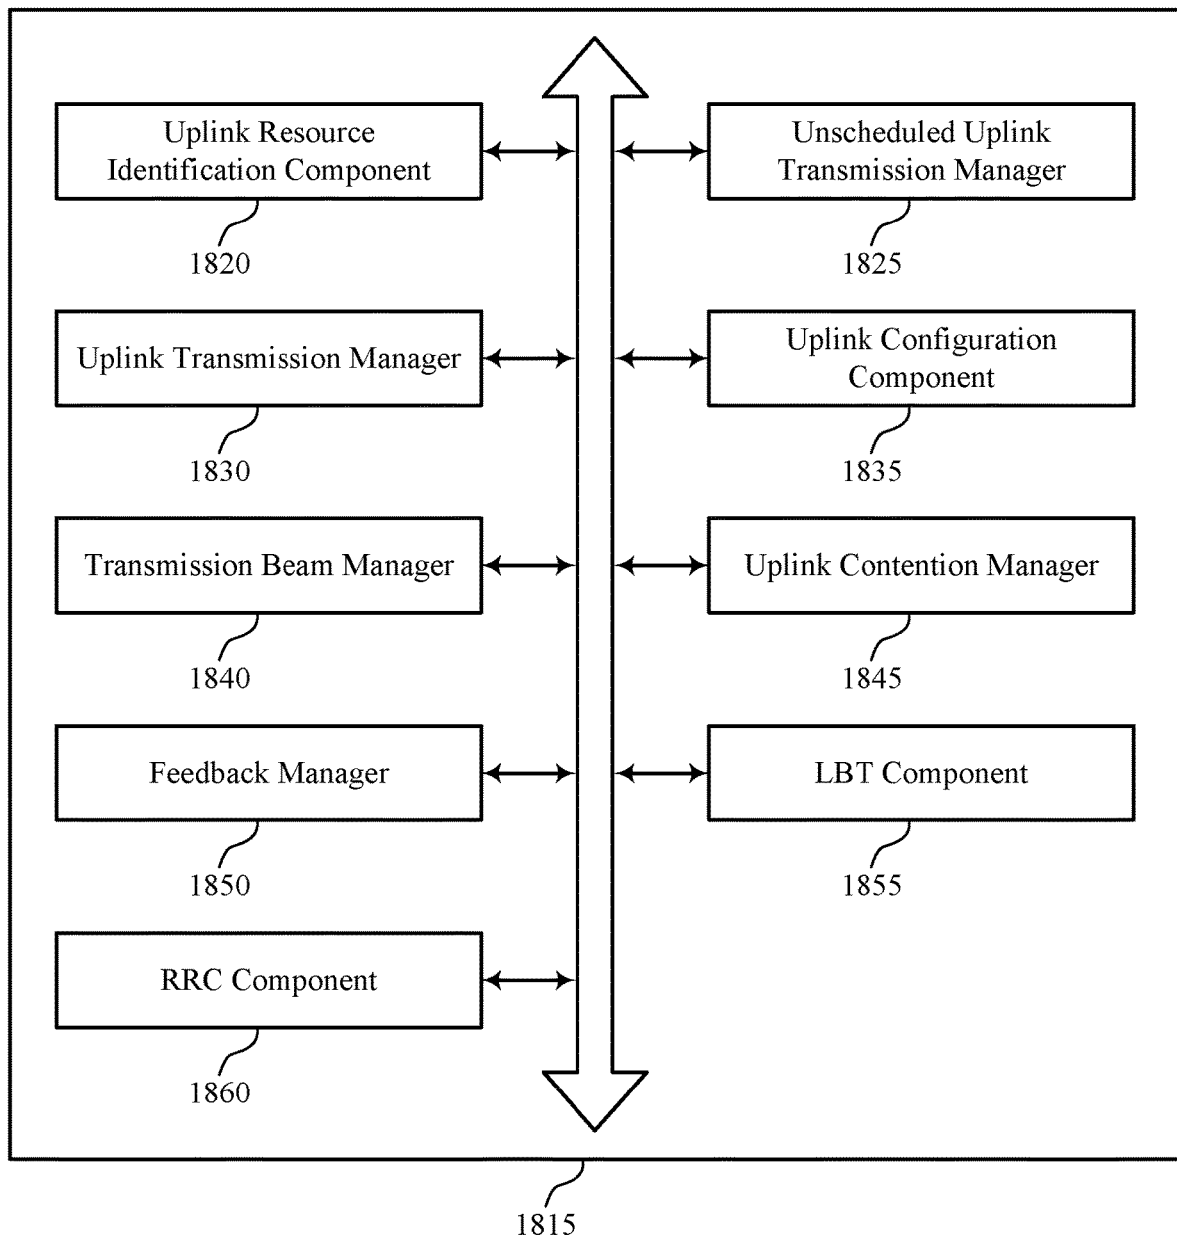 Uplink Resource
Identification Component
1820
Unscheduled Uplink
Transmission Manager
1825
Uplink Transmission Manager
1830
Uplink Configuration
Component
1835
Transmission Beam Manager
1840
Uplink Contention Manager
1845
Feedback Manager
1850
LBT Component
1855
RRC Component
1860
1815